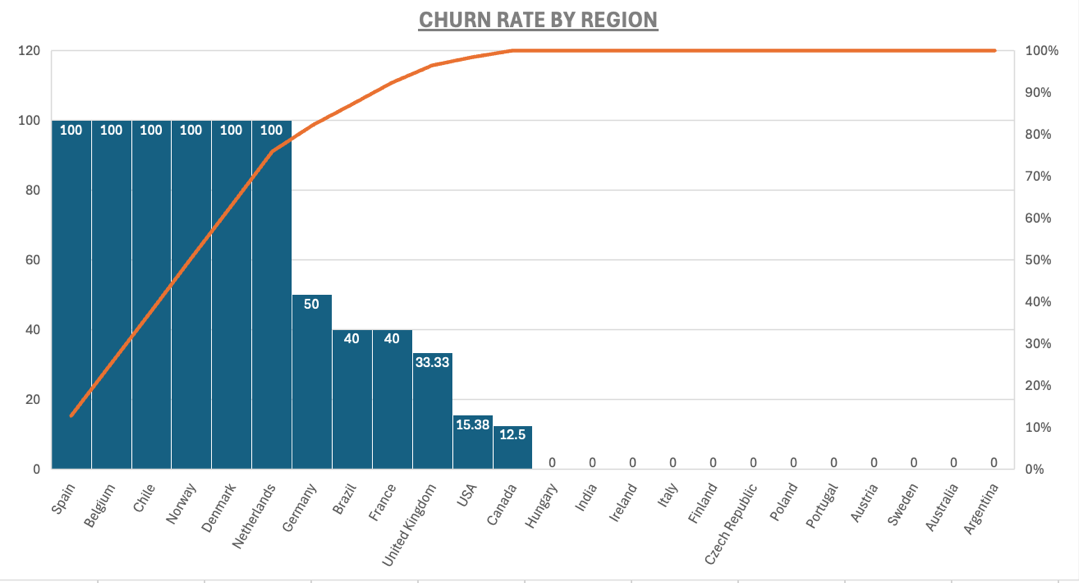 CHURN RATE BY REGION
120
100
80
60
40
20
0
100%
90%
80%
70%
60%
50%
40%
30%
20%
10%
0%
100 100 100 100 100 100 50 40 40 33.33 15.38 12.5 0 0 0 0 0 0 0 0 0 0 0 0
Spain
Belgium
Chile
Norway
Denmark
Netherlands
Germany
Brazil
France
United Kingdom
USA
Canada
Hungary
India
Ireland
Italy
Finland
Czech Republic
Poland
Portugal
Austria
Sweden
Australia
Argentina